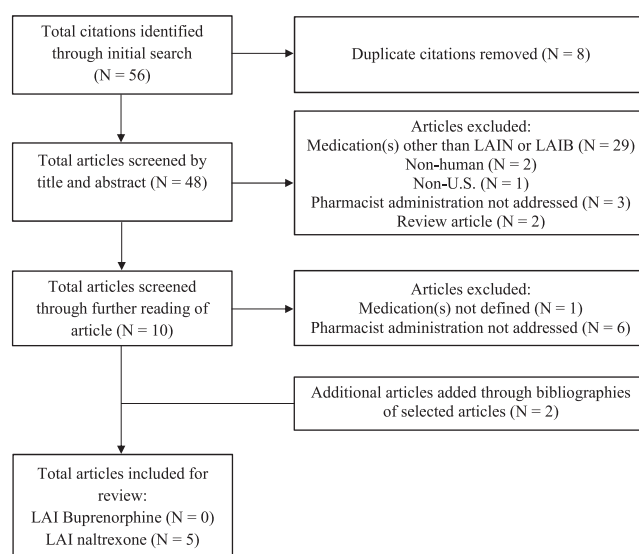 Total citations identified
through initial search
(N = 56)
Duplicate citations removed (N = 8)
Total articles screened by
title and abstract (N = 48)
Articles excluded:
Medication(s) other than LAIN or LAIB (N = 29)
Non-human (N = 2)
Non-U.S. (N = 1)
Pharmacist administration not addressed (N = 3)
Review article (N = 2)
Total articles screened
through further reading of
article (N = 10)
Articles excluded:
Medication(s) not defined (N = 1)
Pharmacist administration not addressed (N = 6)
Additional articles added through bibliographies
of selected articles (N = 2)
Total articles included for
review:
LAI Buprenorphine (N = 0)
LAI naltrexone (N = 5)